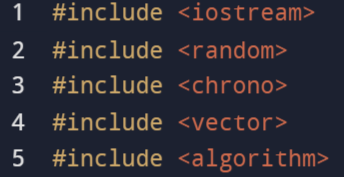 1 #include <iostream>
2 #include <random>
3 #include <chrono>
4 #include <vector>
5 #include <algorithm>